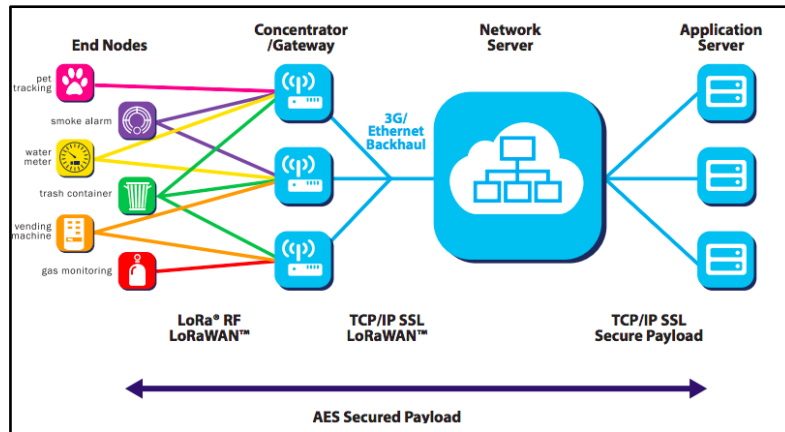 End Nodes
Concentrator
/Gateway
Network
Server
Application
Server
pet
tracking
smoke alarm
water
meter
trash container
vending
machine
gas monitoring
3G/
Ethernet
Backhaul
LoRa® RF
LoRaWAN™
TCP/IP SSL
LoRaWAN™
TCP/IP SSL
Secure Payload
AES Secured Payload